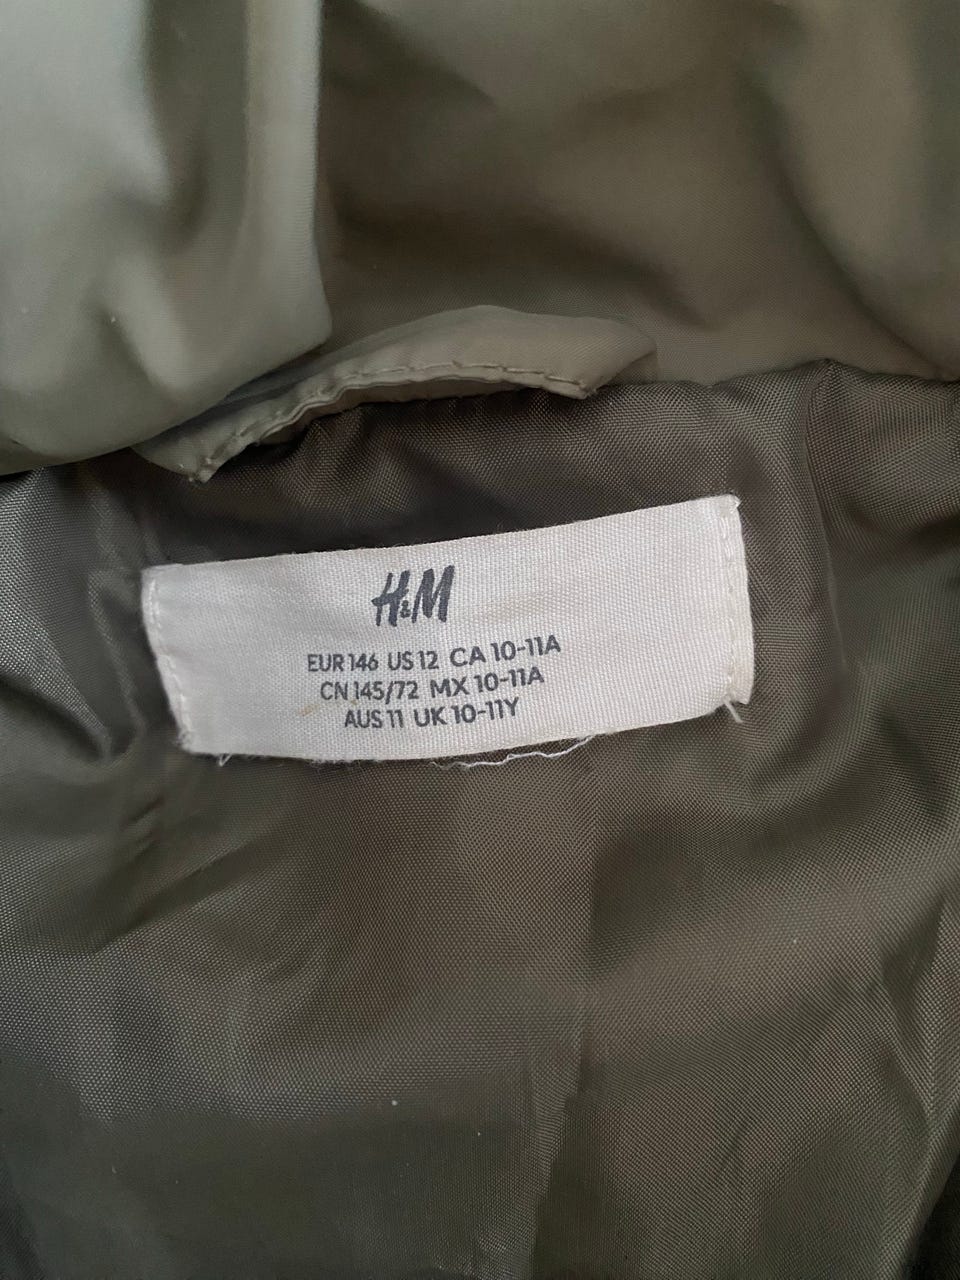 H&M
EUR 146 US 12 CA 10-11A
CN 145/72 MX 10-11A
AUS 11 UK 10-11Y